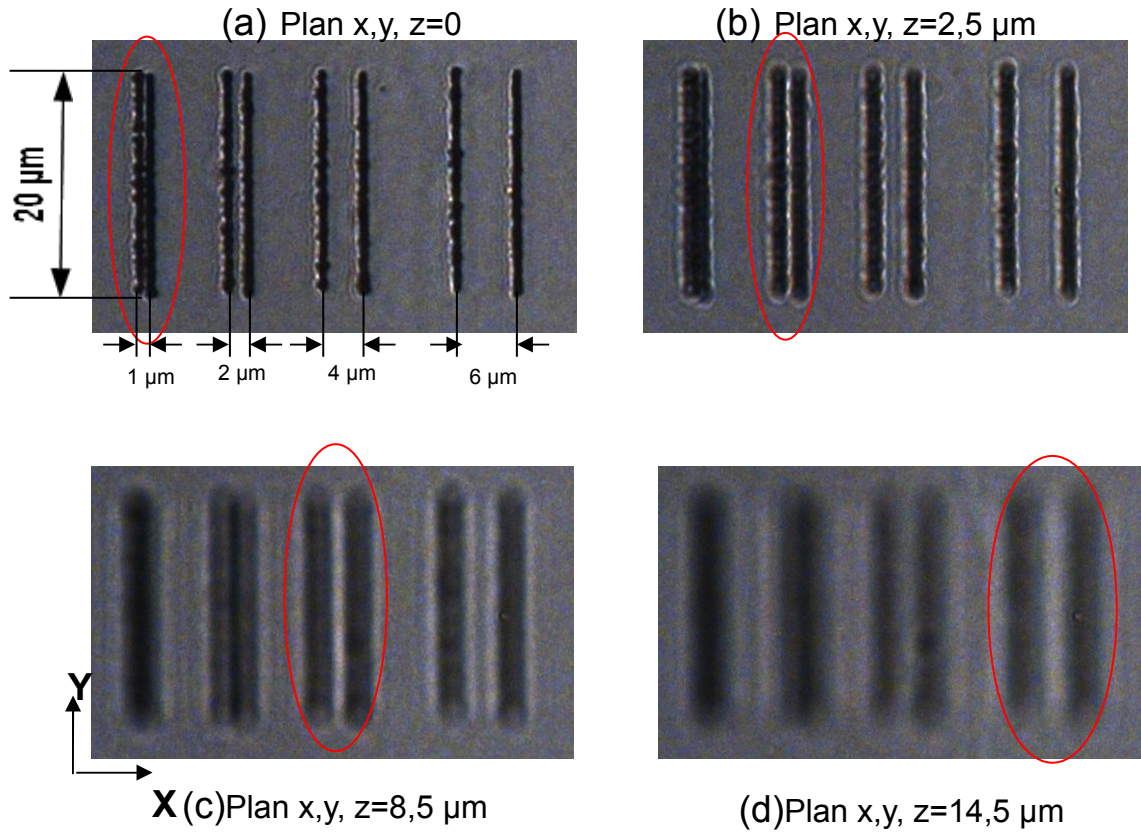 (a) Plan x,y, z=0
(b) Plan x,y, z=2,5 µm
20 µm
1 µm
2 µm
4 µm
6 µm
Y
X
(c)Plan x,y, z=8,5 µm
(d)Plan x,y, z=14,5 µm